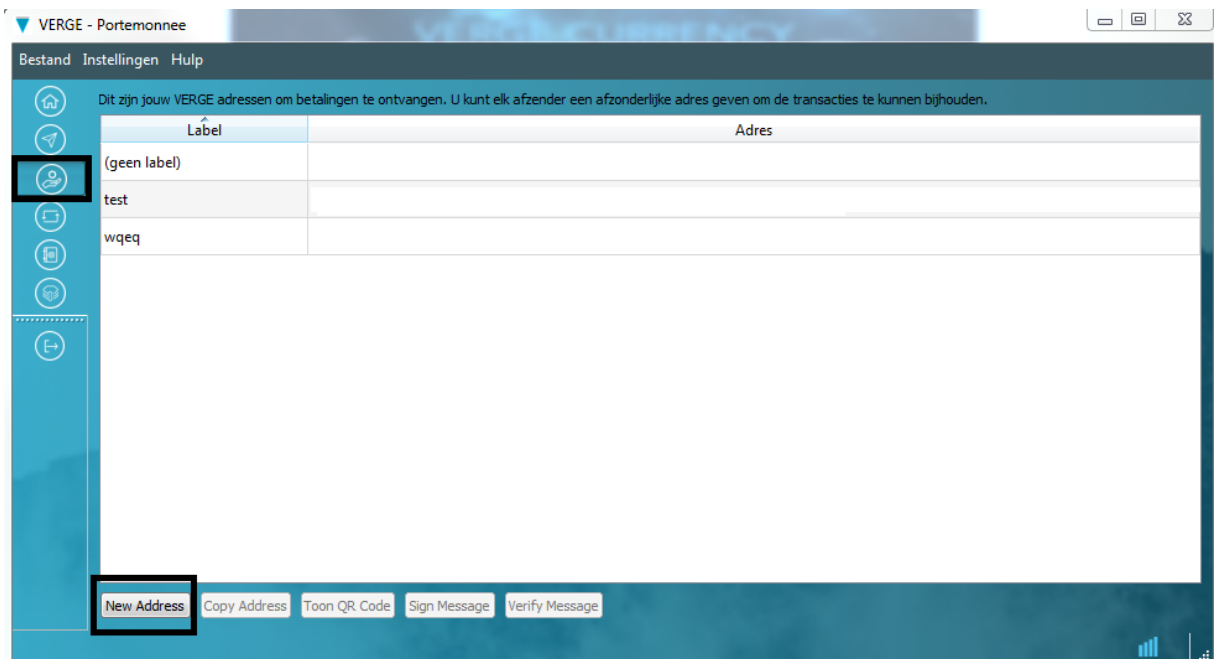 VERGE - Portemonnee
VERGE CURRENCY
Bestand Instellingen Hulp
Dit zijn jouw VERGE adressen om betalingen te ontvangen. U kunt elk afzender een afzonderlijke adres geven om de transacties te kunnen bijhouden.
Label Adres
(geen label)
test
wqeq
New Address Copy Address Toon QR Code Sign Message Verify Message